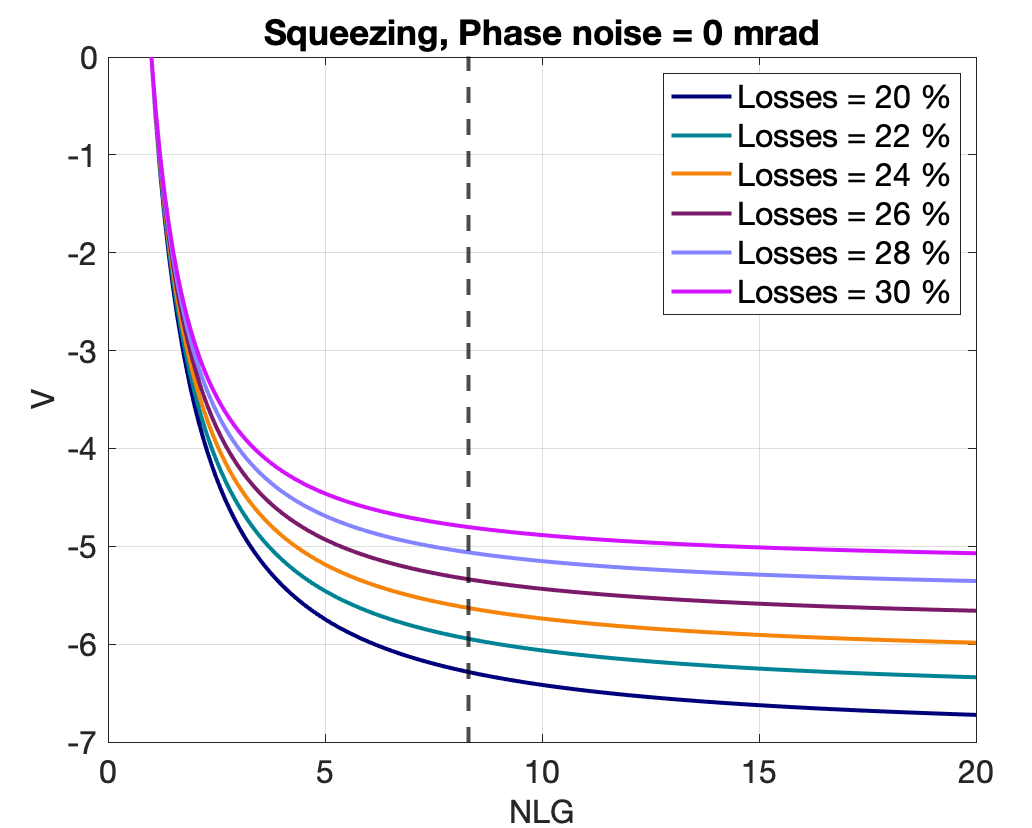 Squeezing, Phase noise = 0 mrad
0
-1
-2
-3
-4
-5
-6
-7
V
Losses = 20 %
Losses = 22 %
Losses = 24 %
Losses = 26 %
Losses = 28 %
Losses = 30 %
0
5
10
15
20
NLG